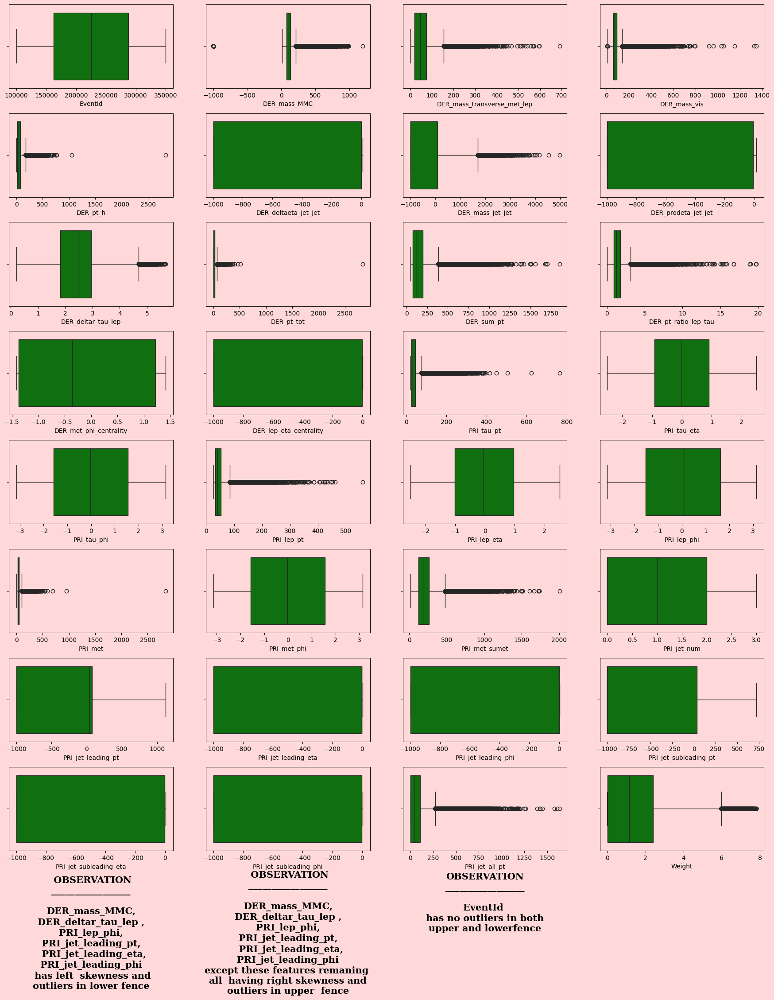 100000 150000 200000 250000 300000 350000
EventId
−1000 −500 0 500 1000
DER_mass_MMC
0 100 200 300 400 500 600 700
DER_mass_transverse_met_lep
0 200 400 600 800 1000 1200 1400
DER_mass_vis
0 500 1000 1500 2000 2500
DER_pt_h
−1000 −800 −600 −400 −200 0
DER_deltaeta_jet_jet
−1000 0 1000 2000 3000 4000 5000
DER_mass_jet_jet
−1000 −800 −600 −400 −200 0
DER_prodeta_jet_jet
0 1 2 3 4 5
DER_deltar_tau_lep
0 500 1000 1500 2000 2500
DER_pt_tot
0 250 500 750 1000 1250 1500 1750
DER_sum_pt
0 5 10 15 20
DER_pt_ratio_lep_tau
−1.5 −1.0 −0.5 0.0 0.5 1.0 1.5
DER_met_phi_centrality
−1000 −800 −600 −400 −200 0
DER_lep_eta_centrality
0 200 400 600 800
PRI_tau_pt
−2 −1 0 1 2
PRI_tau_eta
−3 −2 −1 0 1 2 3
PRI_tau_phi
0 100 200 300 400 500
PRI_lep_pt
−2 −1 0 1 2
PRI_lep_eta
−3 −2 −1 0 1 2 3
PRI_lep_phi
0 500 1000 1500 2000 2500
PRI_met
−3 −2 −1 0 1 2 3
PRI_met_phi
0 500 1000 1500 2000
PRI_met_sumet
0.0 0.5 1.0 1.5 2.0 2.5 3.0
PRI_jet_num
−1000 −500 0 500 1000
PRI_jet_leading_pt
−1000 −800 −600 −400 −200 0
PRI_jet_leading_eta
−1000 −800 −600 −400 −200 0
PRI_jet_leading_phi
−1000 −750 −500 −250 0 250 500 750
PRI_jet_subleading_pt
−1000 −800 −600 −400 −200 0
PRI_jet_subleading_eta
−1000 −800 −600 −400 −200 0
PRI_jet_subleading_phi
0 250 500 750 1000 1250 1500
PRI_jet_all_pt
0 2 4 6 8
Weight
OBSERVATION
_________________
DER_mass_MMC,
DER_deltar_tau_lep ,
PRI_lep_phi,
PRI_jet_leading_pt,
PRI_jet_leading_eta,
PRI_jet_leading_phi
has left  skewness and
outliers in lower fence
OBSERVATION
_________________
DER_mass_MMC,
DER_deltar_tau_lep ,
PRI_lep_phi,
PRI_jet_leading_pt,
PRI_jet_leading_eta,
PRI_jet_leading_phi
except these features remaning
all  having right skewness and
outliers in upper  fence
OBSERVATION
_________________
EventId
has no outliers in both
upper and lowerfence